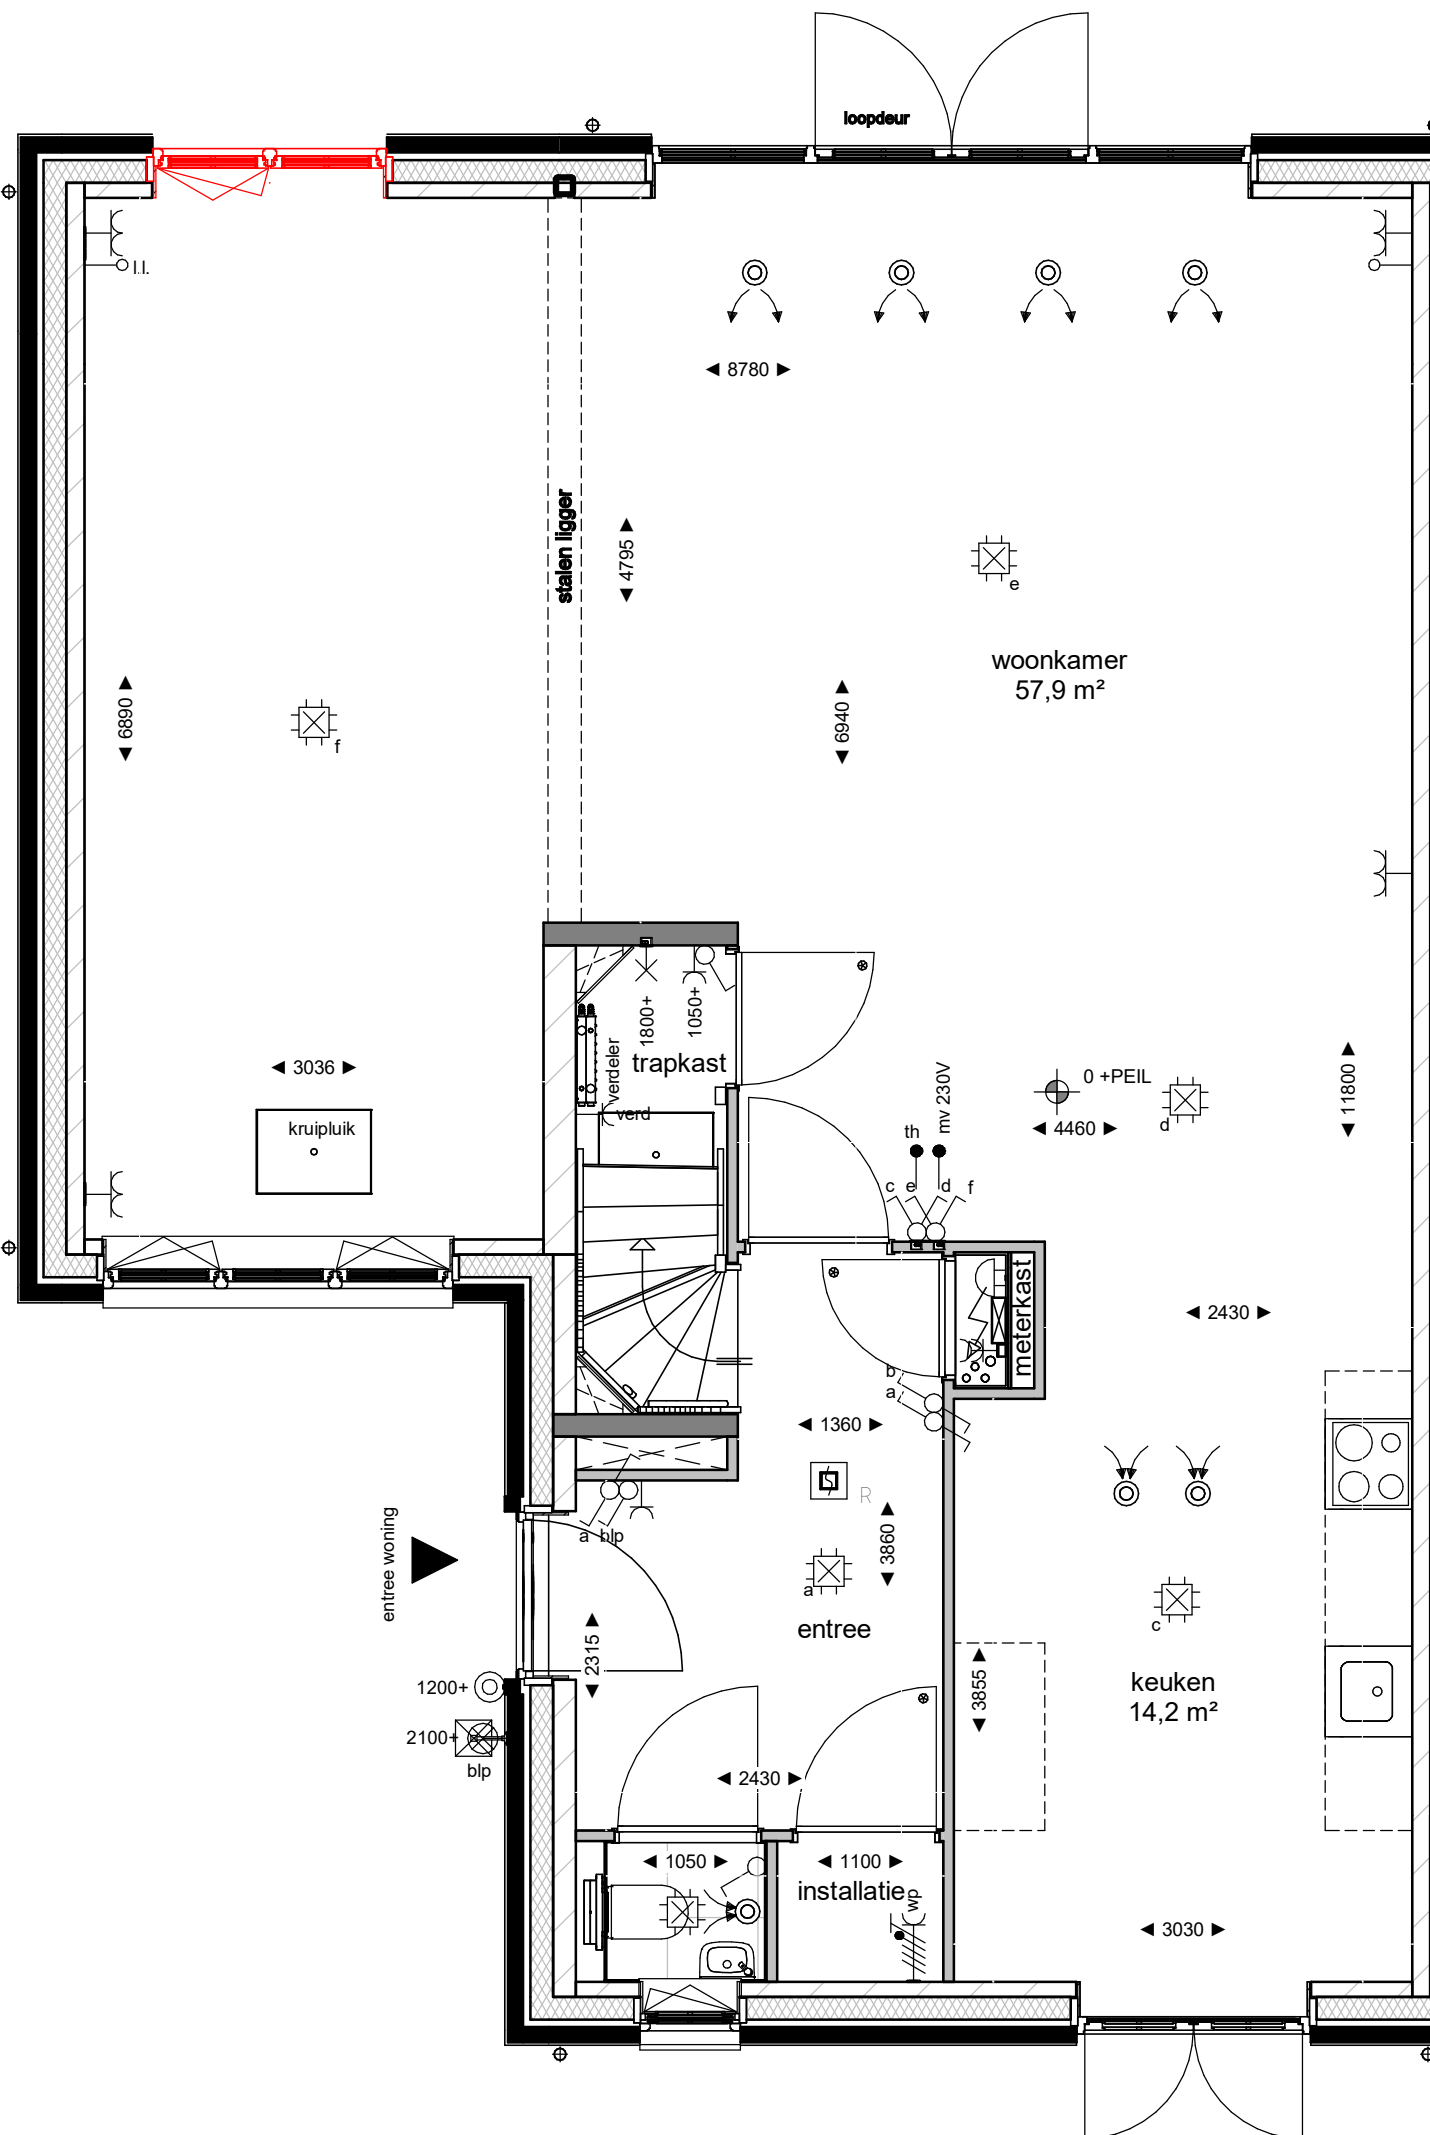 loopdeur
l.l.
8780
stalen ligger
4795
e
woonkamer
57,9 m²
6890
f
6940
3036
kruipluik
1800+
1050+
verdeler
trapkast
verd
0 +PEIL
d
4460
11800
th
mv 230V
c e d f
meterkast
2430
b
a
1360
R
a blp
entree woning
3860
a
entree
2315
c
keuken
14,2 m²
3855
1200+
2100+
blp
2430
1050
1100
installatie
wp
3030